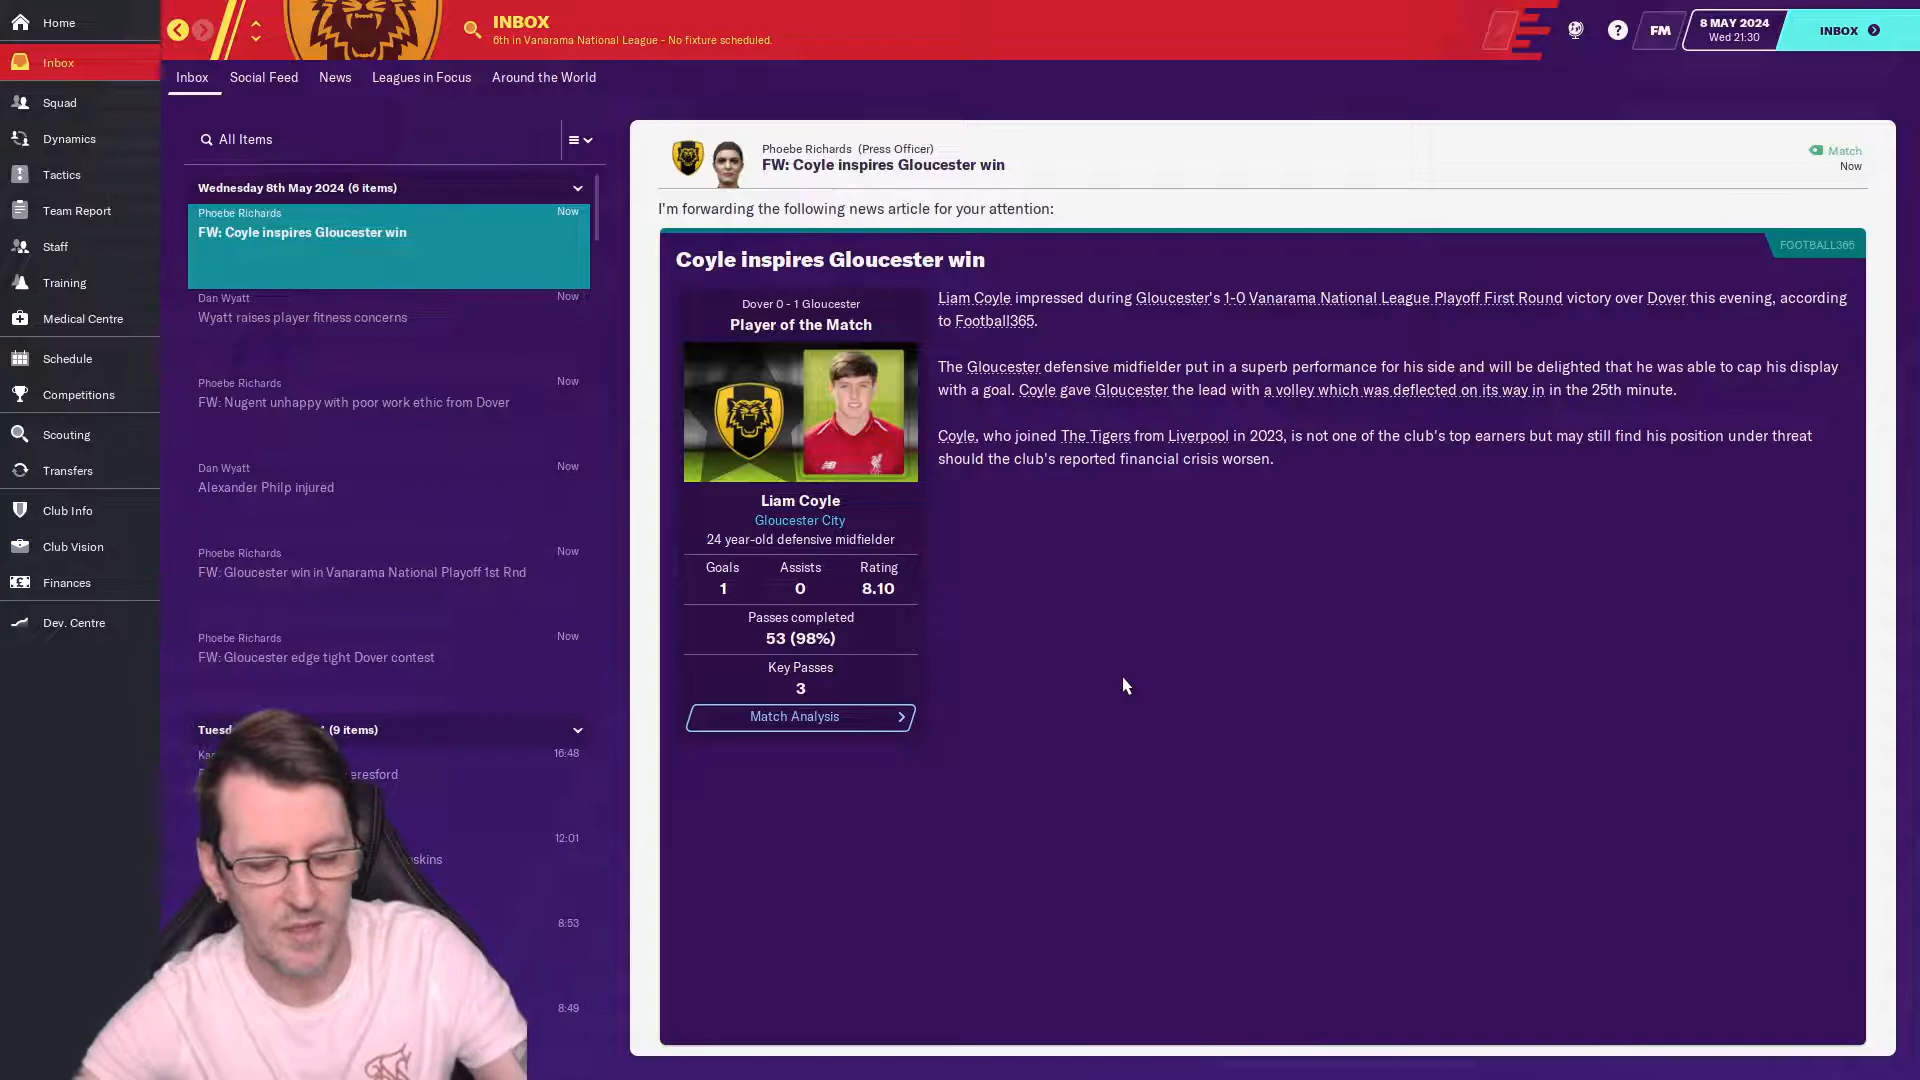 Home
Inbox
Squad
Dynamics
Tactics
Team Report
Staff
Training
Medical Centre
Schedule
Competitions
Scouting
Transfers
Club Info
Club Vision
Finances
Dev. Centre
INBOX
6th in Vanarama National League - No fixture scheduled.
?
FM
8 MAY 2024
Wed 21:30
INBOX
Inbox
Social Feed
News
Leagues in Focus
Around the World
All Items
Wednesday 8th May 2024 (6 items)
Phoebe Richards
Now
FW: Coyle inspires Gloucester win
Dan Wyatt
Now
Wyatt raises player fitness concerns
Phoebe Richards
Now
FW: Nugent unhappy with poor work ethic from Dover
Dan Wyatt
Now
Alexander Philp injured
Phoebe Richards
Now
FW: Gloucester win in Vanarama National Playoff 1st Rnd
Phoebe Richards
Now
FW: Gloucester edge tight Dover contest
(9 items)
16:48
eresford
12:01
oskins
8:53
8:49
Phoebe Richards (Press Officer)
FW: Coyle inspires Gloucester win
Match
Now
I'm forwarding the following news article for your attention:
FOOTBALL365
Coyle inspires Gloucester win
Dover 0 - 1 Gloucester
Player of the Match
Liam Coyle
Gloucester City
24 year-old defensive midfielder
Goals Assists Rating
1 0 8.10
Passes completed
53 (98%)
Key Passes
3
Match Analysis
Liam Coyle impressed during Gloucester's 1-0 Vanarama National League Playoff First Round victory over Dover this evening, according
to Football365.
The Gloucester defensive midfielder put in a superb performance for his side and will be delighted that he was able to cap his display
with a goal. Coyle gave Gloucester the lead with a volley which was deflected on its way in in the 25th minute.
Coyle, who joined The Tigers from Liverpool in 2023, is not one of the club's top earners but may still find his position under threat
should the club's reported financial crisis worsen.